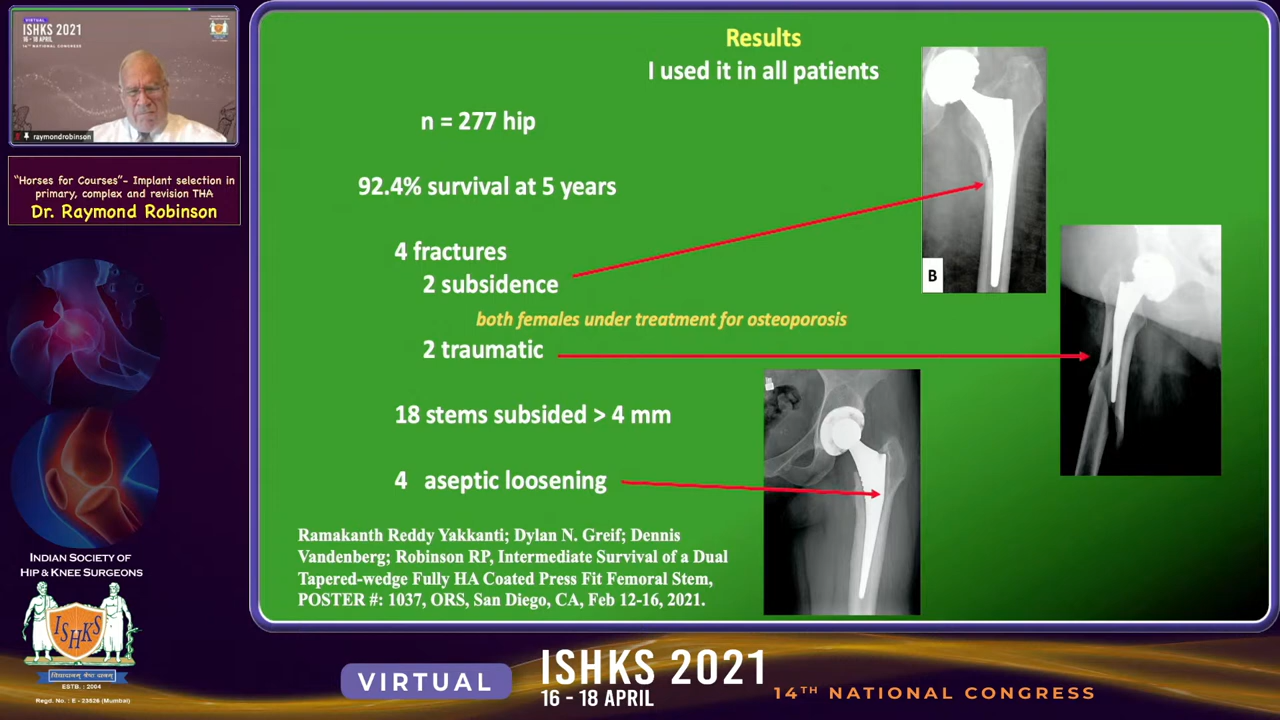 VIRTUAL
ISHKS 2021
16 - 18 APRIL
14TH NATIONAL CONGRESS
raymondrobinson
"Horses for Courses"- Implant selection in
primary, complex and revision THA
Dr. Raymond Robinson
Results
I used it in all patients
n = 277 hip
92.4% survival at 5 years
4 fractures
2 subsidence
both females under treatment for osteoporosis
2 traumatic
18 stems subsided > 4 mm
4 aseptic loosening
B
Ramakanth Reddy Yakkanti; Dylan N. Greif; Dennis
Vandenberg; Robinson RP, Intermediate Survival of a Dual
Tapered-wedge Fully HA Coated Press Fit Femoral Stem,
POSTER #: 1037, ORS, San Diego, CA, Feb 12-16, 2021.
INDIAN SOCIETY OF
HIP & KNEE SURGEONS
ISHKS
ESTB. : 2004
Regd. No. : E - 23526 (Mumbai)
VIRTUAL
ISHKS 2021
16 - 18 APRIL
14TH NATIONAL CONGRESS